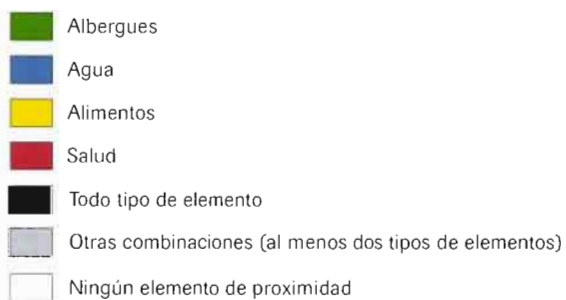 Albergues
Agua
Alimentos
Salud
Todo tipo de elemento
Otras combinaciones (al menos dos tipos de elementos)
Ningún elemento de proximidad